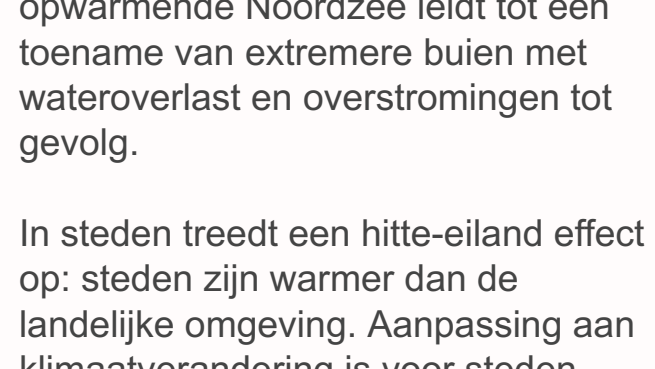 opwarmende Noordzee leidt tot een
toename van extremere buien met
wateroverlast en overstromingen tot
gevolg.
In steden treedt een hitte-eiland effect
op: steden zijn warmer dan de
landelijke omgeving. Aanpassing aan
klimaatverandering is voor steden